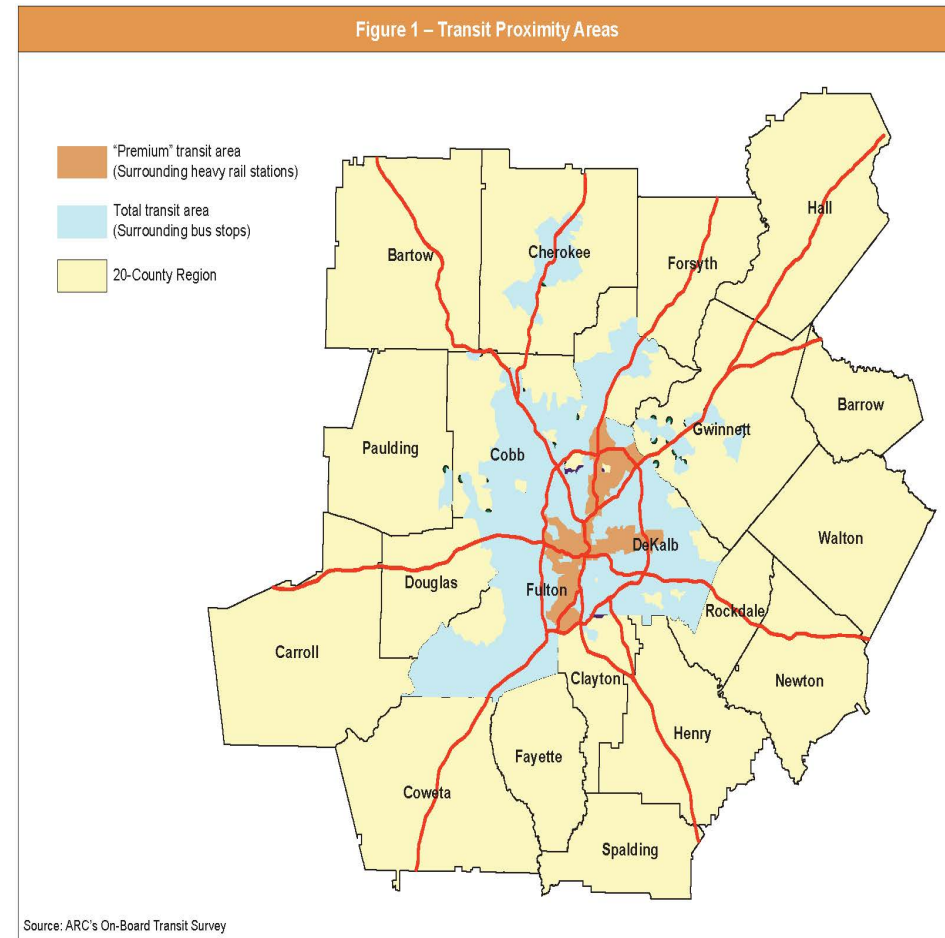 Figure 1 – Transit Proximity Areas
“Premium” transit area
(Surrounding heavy rail stations)
Total transit area
(Surrounding bus stops)
20-County Region
Hall
Bartow
Cherokee
Forsyth
Barrow
Gwinnett
Paulding
Cobb
Walton
DeKalb
Douglas
Fulton
Rockdale
Carroll
Clayton
Newton
Henry
Fayette
Coweta
Spalding
Source: ARC's On-Board Transit Survey